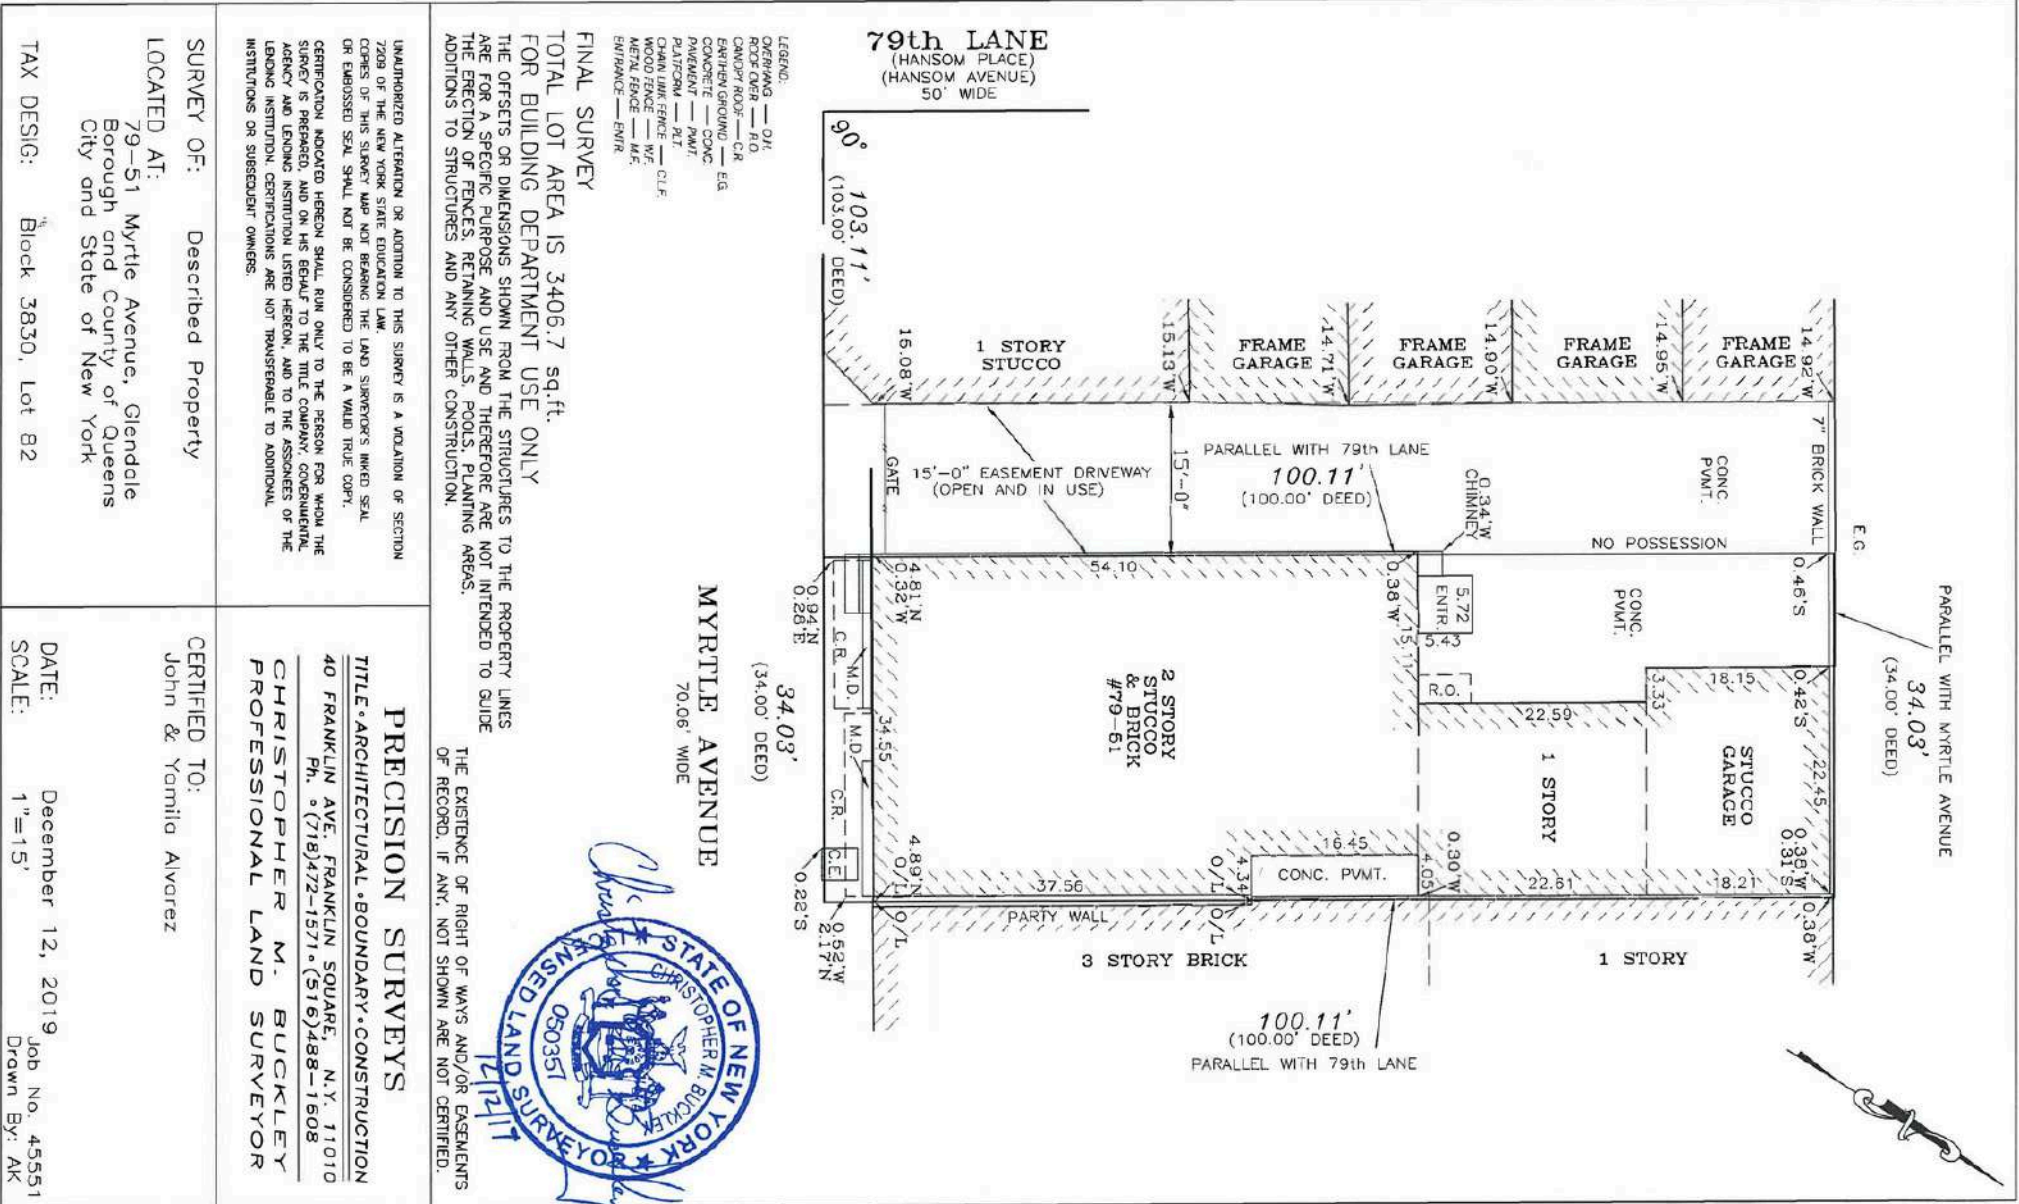 79th LANE
(HANSOM PLACE)
(HANSOM AVENUE)
50' WIDE
90°
103.11'
(103.00' DEED)
LEGEND:
OVERHANG — O.H.
ROOF OVER — R.O.
CANOPY ROOF — C.R.
EARTHEN GROUND — E.G.
CONCRETE — CONC.
PAVEMENT — PVMT.
PLATFORM — PLT.
CHAIN LINK FENCE — C.L.F.
WOOD FENCE — W.F.
METAL FENCE — M.F.
ENTRANCE — ENTR.
1 STORY
STUCCO
15.08'W
15.13'W
FRAME
GARAGE
14.71'W
FRAME
GARAGE
14.90'W
FRAME
GARAGE
14.95'W
FRAME
GARAGE
14.92'W
7" BRICK WALL
E.G.
CONC.
PVMT.
GATE
15'-0" EASEMENT DRIVEWAY
(OPEN AND IN USE)
15'-0"
PARALLEL WITH 79th LANE
100.11'
(100.00' DEED)
0.34'W
CHIMNEY
NO POSSESSION
PARALLEL WITH MYRTLE AVENUE
34.03'
(34.00' DEED)
54.10
4.81'N
0.32'W
0.38'W
5.72
ENTR.
5.43
15.11
R.O.
CONC.
PVMT.
0.46'S
0.42'S
18.15
3.33
22.59
22.45
STUCCO
GARAGE
1 STORY
0.38'W
0.31'S
0.38'W
18.21
22.61
0.30'W
4.05
16.45
CONC. PVMT.
4.34
O/L
O/L
37.56
PARTY WALL
2 STORY
STUCCO
& BRICK
#79-51
34.55
4.89'N
O/L
O/L
0.94'N
0.28'E
C.R.
M.D.
M.D.
C.R.
C.E.
0.22'S
0.52'W
2.17'N
3 STORY BRICK
1 STORY
100.11'
(100.00' DEED)
PARALLEL WITH 79th LANE
34.03'
(34.00' DEED)
MYRTLE AVENUE
70.06' WIDE
FINAL SURVEY
TOTAL LOT AREA IS 3406.7 sq.ft.
FOR BUILDING DEPARTMENT USE ONLY
THE OFFSETS OR DIMENSIONS SHOWN FROM THE STRUCTURES TO THE PROPERTY LINES
ARE FOR A SPECIFIC PURPOSE AND USE AND THEREFORE ARE NOT INTENDED TO GUIDE
THE ERECTION OF FENCES, RETAINING WALLS, POOLS, PLANTING AREAS,
ADDITIONS TO STRUCTURES AND ANY OTHER CONSTRUCTION.
THE EXISTENCE OF RIGHT OF WAYS AND/OR EASEMENTS
OF RECORD, IF ANY, NOT SHOWN ARE NOT CERTIFIED.
STATE OF NEW YORK
CHRISTOPHER M. BUCKLEY
050357
LICENSED LAND SURVEYOR
UNAUTHORIZED ALTERATION OR ADDITION TO THIS SURVEY IS A VIOLATION OF SECTION
7209 OF THE NEW YORK STATE EDUCATION LAW.
COPIES OF THIS SURVEY MAP NOT BEARING THE LAND SURVEYOR'S INKED SEAL
OR EMBOSSED SEAL SHALL NOT BE CONSIDERED TO BE A VALID TRUE COPY.
CERTIFICATION INDICATED HEREON SHALL RUN ONLY TO THE PERSON FOR WHOM THE
SURVEY IS PREPARED, AND ON HIS BEHALF TO THE TITLE COMPANY, GOVERNMENTAL
AGENCY AND LENDING INSTITUTION LISTED HEREON, AND TO THE ASSIGNEES OF THE
LENDING INSTITUTION. CERTIFICATIONS ARE NOT TRANSFERABLE TO ADDITIONAL
INSTITUTIONS OR SUBSEQUENT OWNERS.
PRECISION SURVEYS
TITLE∘ARCHITECTURAL∘BOUNDARY∘CONSTRUCTION
40 FRANKLIN AVE. FRANKLIN SQUARE, N.Y. 11010
Ph. ∘(718)472-1571∘(516)488-1608
CHRISTOPHER M. BUCKLEY
PROFESSIONAL LAND SURVEYOR
SURVEY OF: Described Property
LOCATED AT:
79-51 Myrtle Avenue, Glendale
Borough and County of Queens
City and State of New York
TAX DESIG: Block 3830, Lot 82
CERTIFIED TO:
John & Yamila Alvarez
DATE: December 12, 2019
SCALE: 1"=15'
Job No. 45551
Drawn By: AK